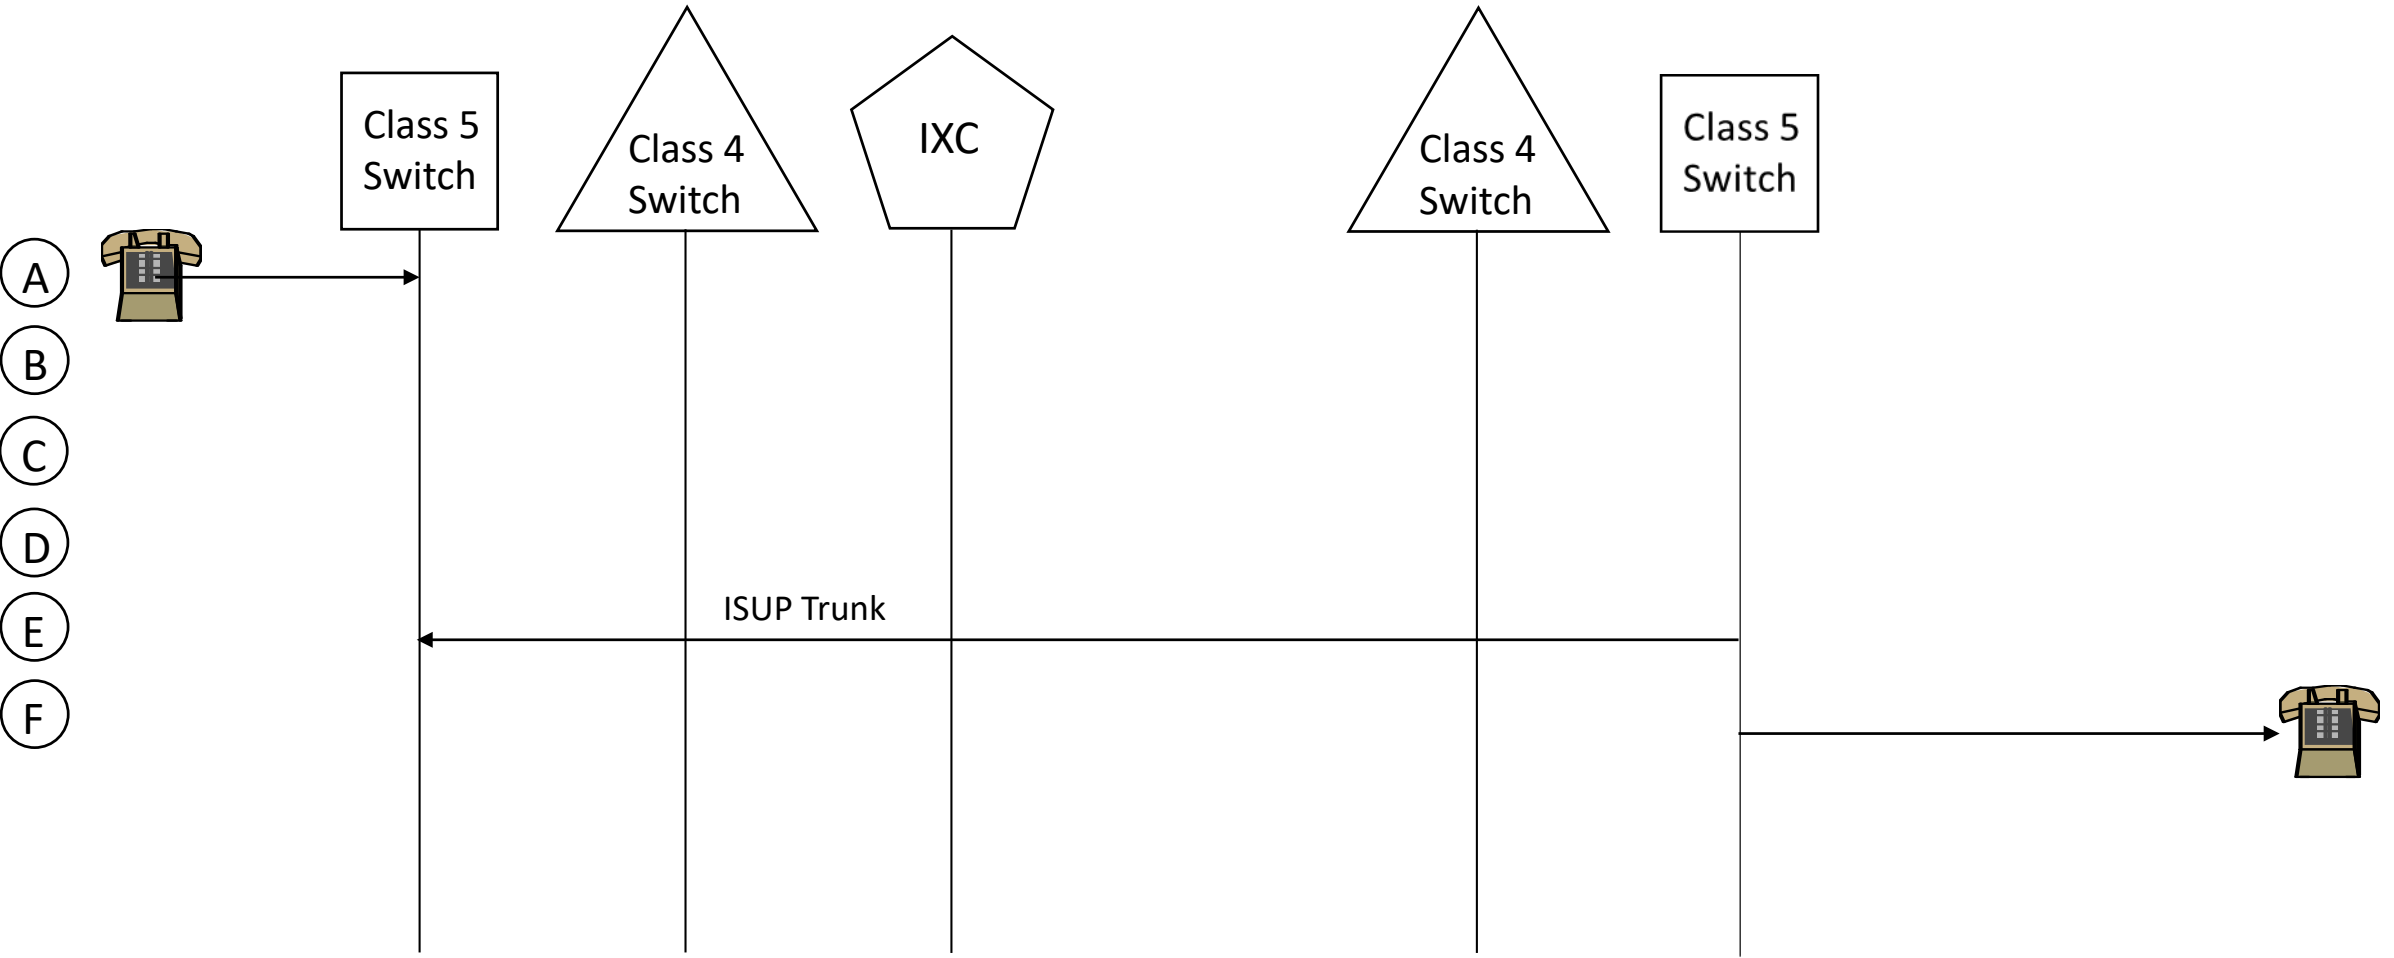 Class 5
Switch
Class 4
Switch
IXC
Class 4
Switch
Class 5
Switch
A
B
C
D
E
ISUP Trunk
F